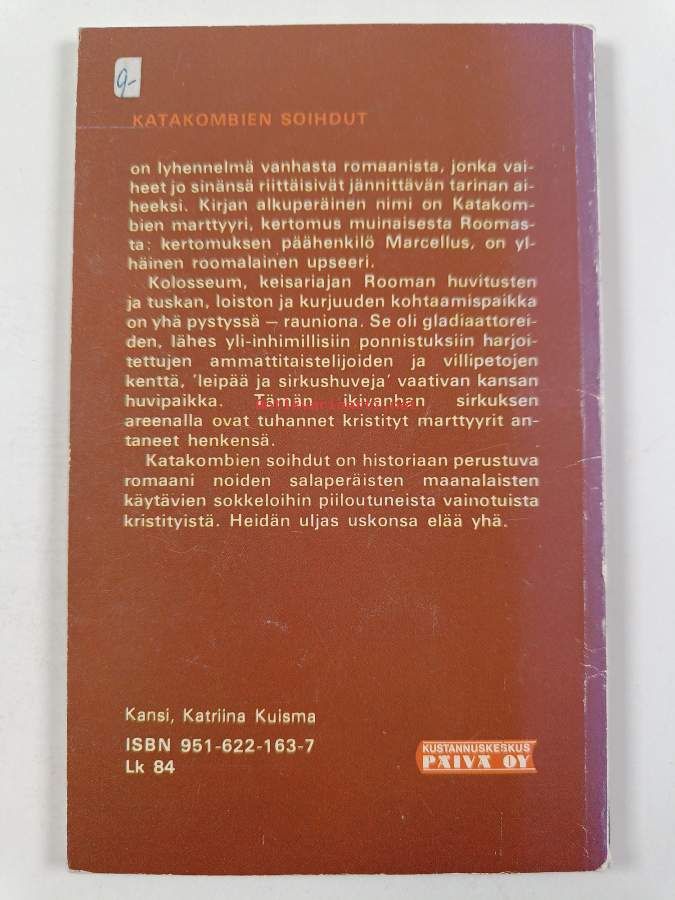 9-
KATAKOMBIEN SOIHDUT
on lyhennelmä vanhasta romaanista, jonka vai-
heet jo sinänsä riittäisivät jännittävän tarinan ai-
heeksi. Kirjan alkuperäinen nimi on Katakom-
bien marttyyri, kertomus muinaisesta Roomas-
ta: kertomuksen päähenkilö Marcellus, on yl-
häinen roomalainen upseeri.
Kolosseum, keisariajan Rooman huvitusten
ja tuskan, loiston ja kurjuuden kohtaamispaikka
on yhä pystyssä — rauniona. Se oli gladiaattorei-
den, lähes yli-inhimillisiin ponnistuksiin harjoi-
tettujen ammattitaistelijoiden ja villipetojen
kenttä, 'leipää ja sirkushuveja' vaativan kansan
huvipaikka. Tämän ikivanhan sirkuksen
areenalla ovat tuhannet kristityt marttyyrit an-
taneet henkensä.
Katakombien soihdut on historiaan perustuva
romaani noiden salaperäisten maanalaisten
käytävien sokkeloihin piiloutuneista vainotuista
kristityistä. Heidän uljas uskonsa elää yhä.
Kansi, Katriina Kuisma
ISBN 951-622-163-7
Lk 84
KUSTANNUSKESKUS
PÄIVÄ OY